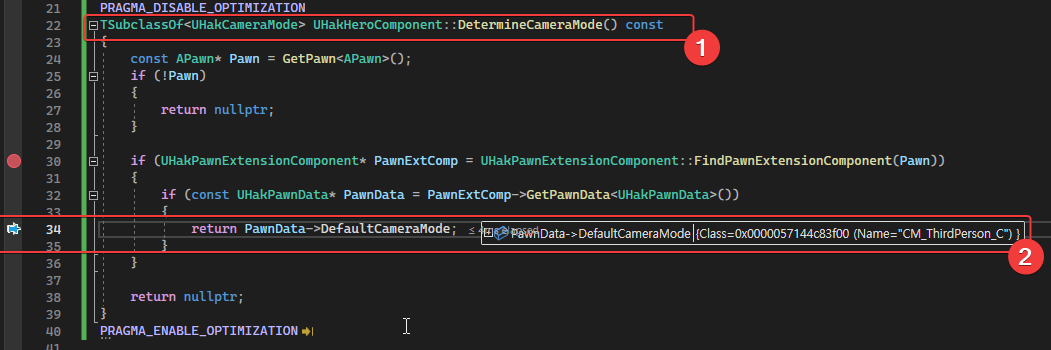 21 PRAGMA_DISABLE_OPTIMIZATION
22 TSubclassOf<UHakCameraMode> UHakHeroComponent::DetermineCameraMode() const
1
23 {
24 const APawn* Pawn = GetPawn<APawn>();
25 if (!Pawn)
26 {
27 return nullptr;
28 }
29
30 if (UHakPawnExtensionComponent* PawnExtComp = UHakPawnExtensionComponent::FindPawnExtensionComponent(Pawn))
31 {
32 if (const UHakPawnData* PawnData = PawnExtComp->GetPawnData<UHakPawnData>())
33 {
34 return PawnData->DefaultCameraMode; PawnData->DefaultCameraMode {Class=0x0000057144c83f00 (Name="CM_ThirdPerson_C") }
2
35 }
36 }
37
38 return nullptr;
39 }
40 PRAGMA_ENABLE_OPTIMIZATION
41